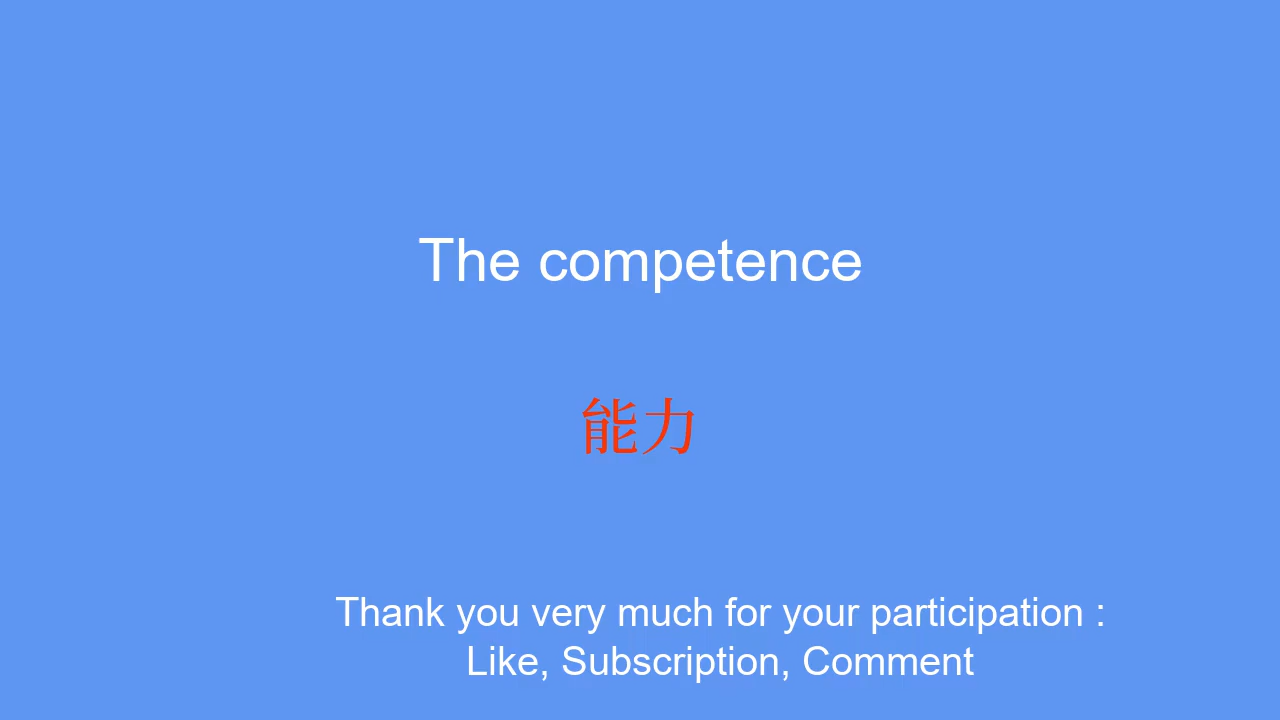 The competence
能力
Thank you very much for your participation :
Like, Subscription, Comment